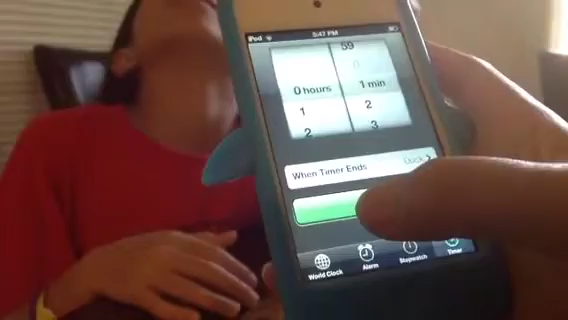 iPod 5:47 PM
59
0
0 hours 1 min
1 2
2 3
When Timer Ends Duck >
World Clock Alarm Stopwatch Timer